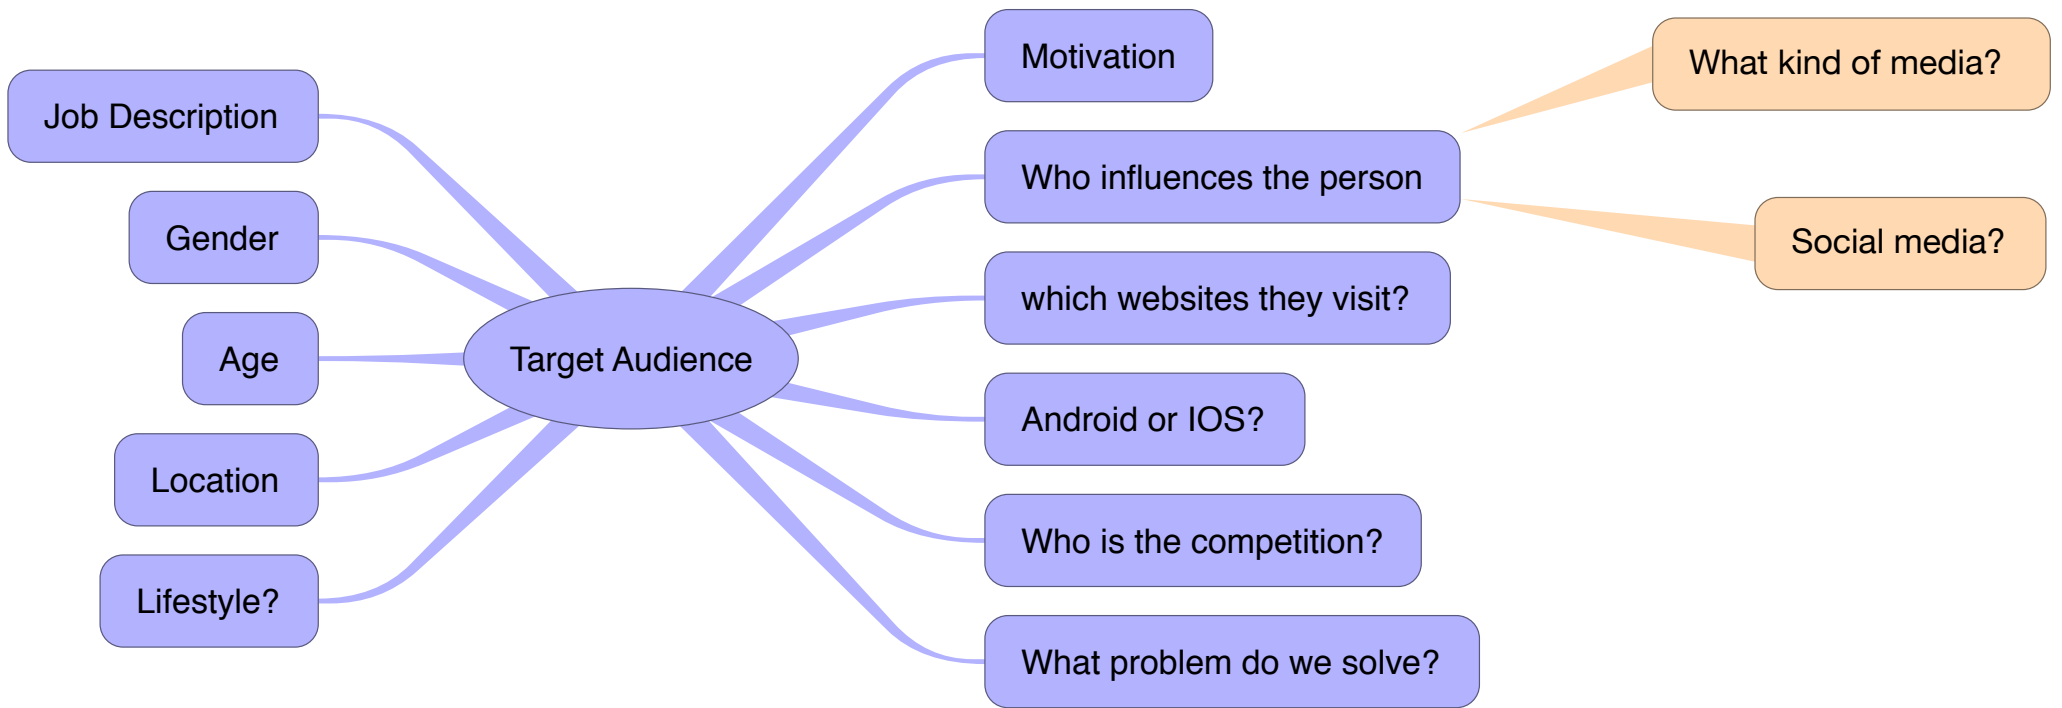 Job Description
Gender
Age
Location
Lifestyle?
Target Audience
Motivation
Who influences the person
which websites they visit?
Android or IOS?
Who is the competition?
What problem do we solve?
What kind of media?
Social media?